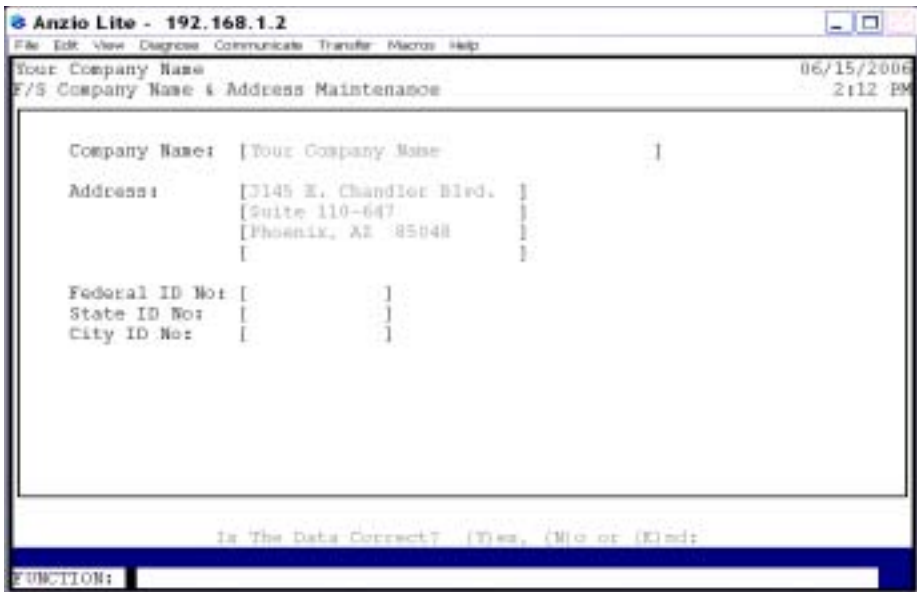 Anzio Lite - 192.168.1.2
File Edit View Diagnose Communicate Transfer Macros Help
Your Company Name 06/15/2006
F/S Company Name & Address Maintenance 2:12 PM
Company Name: [Your Company Name ]
Address: [3145 E. Chandler Blvd. ]
[Suite 110-647 ]
[Phoenix, AZ 85048 ]
[ ]
Federal ID No: [ ]
State ID No: [ ]
City ID No: [ ]
Is The Data Correct? (Y)es, (N)o or (E)nd:
FUNCTION: